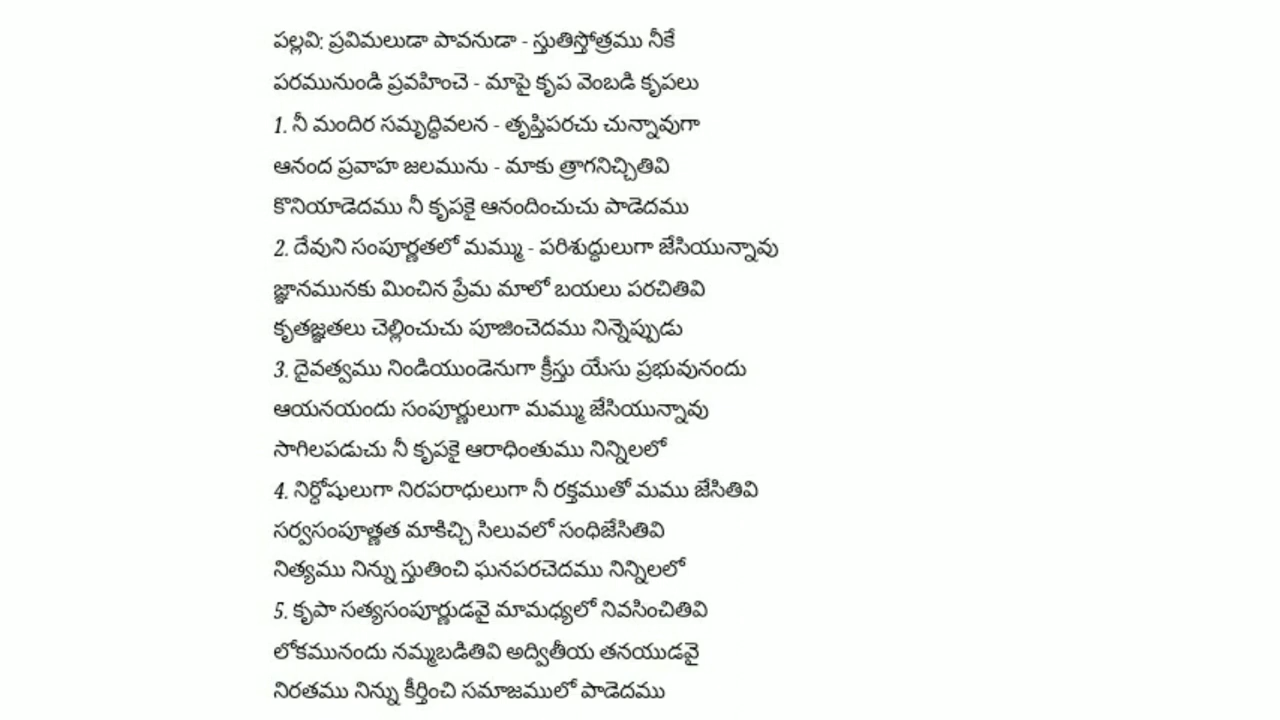 పల్లవి: ప్రవిమలుడా పావనుడా - స్తుతిస్తోత్రము నీకే
పరమునుండి ప్రవహించె - మాపై కృప వెంబడి కృపలు
1. నీ మందిర సమృద్ధివలన - తృప్తిపరచు చున్నావుగా
ఆనంద ప్రవాహ జలమును - మాకు త్రాగనిచ్చితివి
కొనియాడెదము నీ కృపకై ఆనందించుచు పాడెదము
2. దేవుని సంపూర్ణతలో మమ్ము - పరిశుద్ధులుగా జేసియున్నావు
జ్ఞానమునకు మించిన ప్రేమ మాలో బయలు పరచితివి
కృతజ్ఞతలు చెల్లించుచు పూజించెదము నిన్నెప్పుడు
3. దైవత్వము నిండియుండెనుగా క్రీస్తు యేసు ప్రభువునందు
ఆయనయందు సంపూర్ణులుగా మమ్ము జేసియున్నావు
సాగిలపడుచు నీ కృపకై ఆరాధింతుము నిన్నిలలో
4. నిర్ధోషులుగా నిరపరాధులుగా నీ రక్తముతో మము జేసితివి
సర్వసంపూత్ణత మాకిచ్చి సిలువలో సంధిజేసితివి
నిత్యము నిన్ను స్తుతించి ఘనపరచెదము నిన్నిలలో
5. కృపా సత్యసంపూర్ణుడవై మామధ్యలో నివసించితివి
లోకమునందు నమ్మబడితివి అద్వితీయ తనయుడవై
నిరతము నిన్ను కీర్తించి సమాజములో పాడెదము